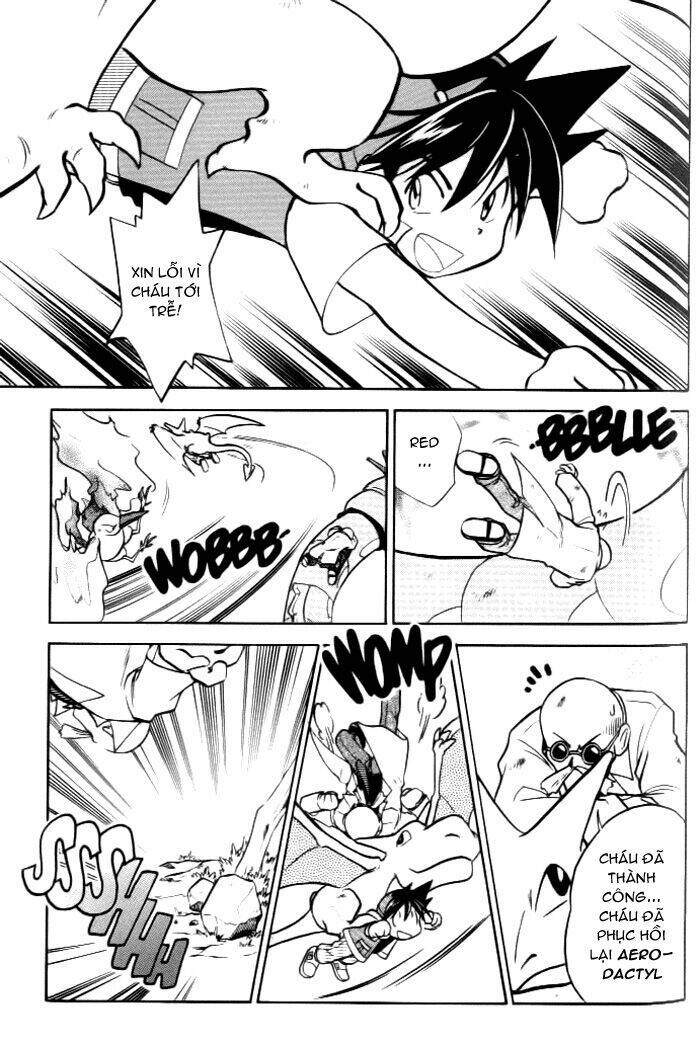 XIN LỖI VÌ
CHÁU TỚI
TRỄ!
WOBBB-
RED
...
BBBLLE
SSSSHHHH
WOMP
CHÁU ĐÃ
THÀNH
CÔNG...
CHÁU ĐÃ
PHỤC HỒI
LẠI AERO-
DACTYL